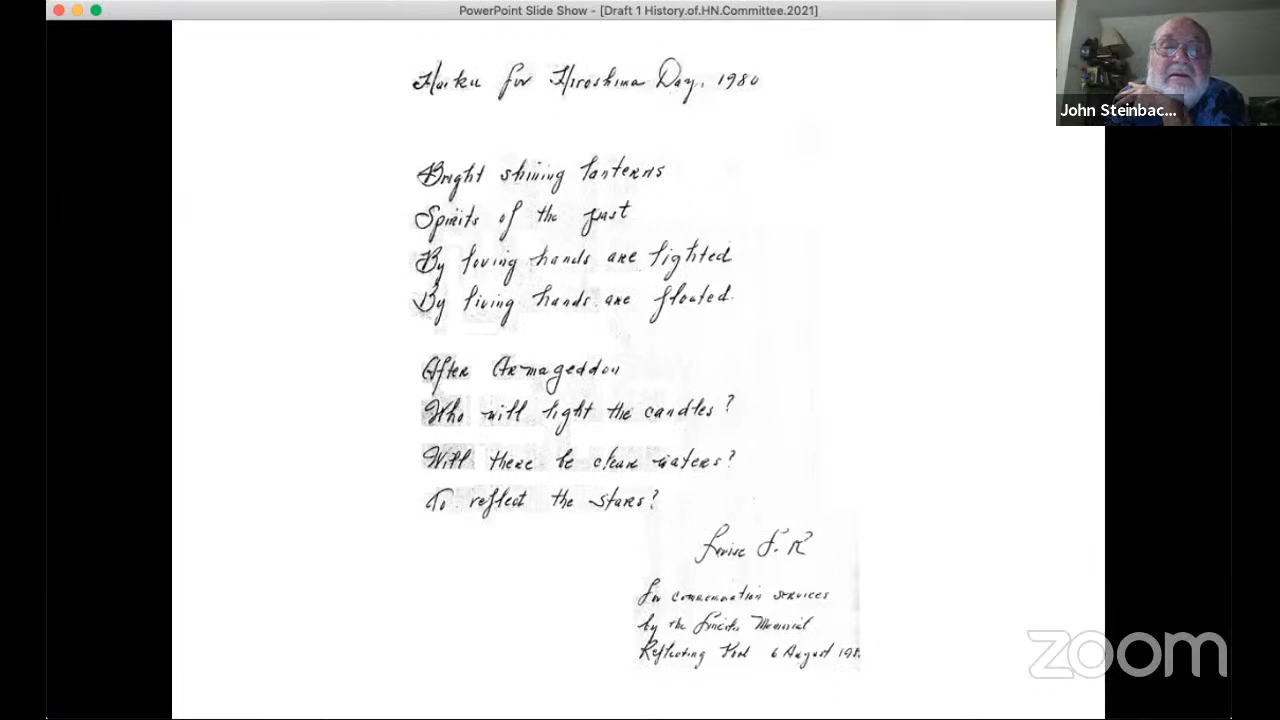 PowerPoint Slide Show - [Draft 1 History.of.HN.Committee.2021]
John Steinbac...
Haiku for Hiroshima Day, 1980
Bright shining lanterns
Spirits of the past
By loving hands are lighted
By living hands are floated.
After Armageddon
Who will light the candles?
Will there be clear waters?
To reflect the stars?
Louise F. R
For commemoration services
by the Lincoln Memorial
Reflecting Pool 6 August 198
zoom